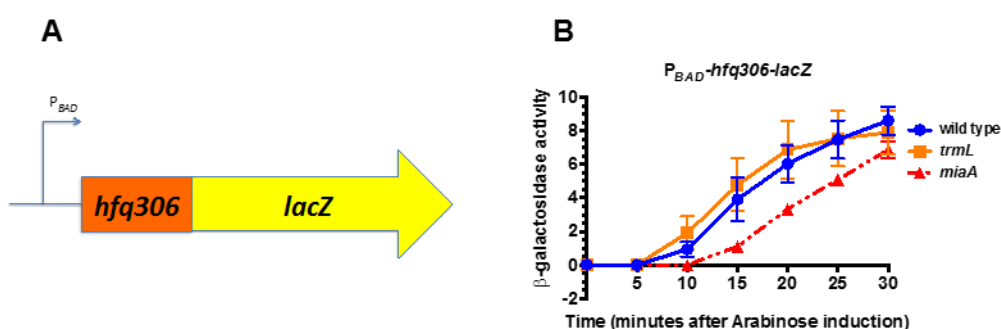 A
P_BAD
hfq306
lacZ
B
P_BAD-hfq306-lacZ
β-galactosidase activity
10
8
6
4
2
0
-2
5
10
15
20
25
30
Time (minutes after Arabinose induction)
wild type
trmL
miaA